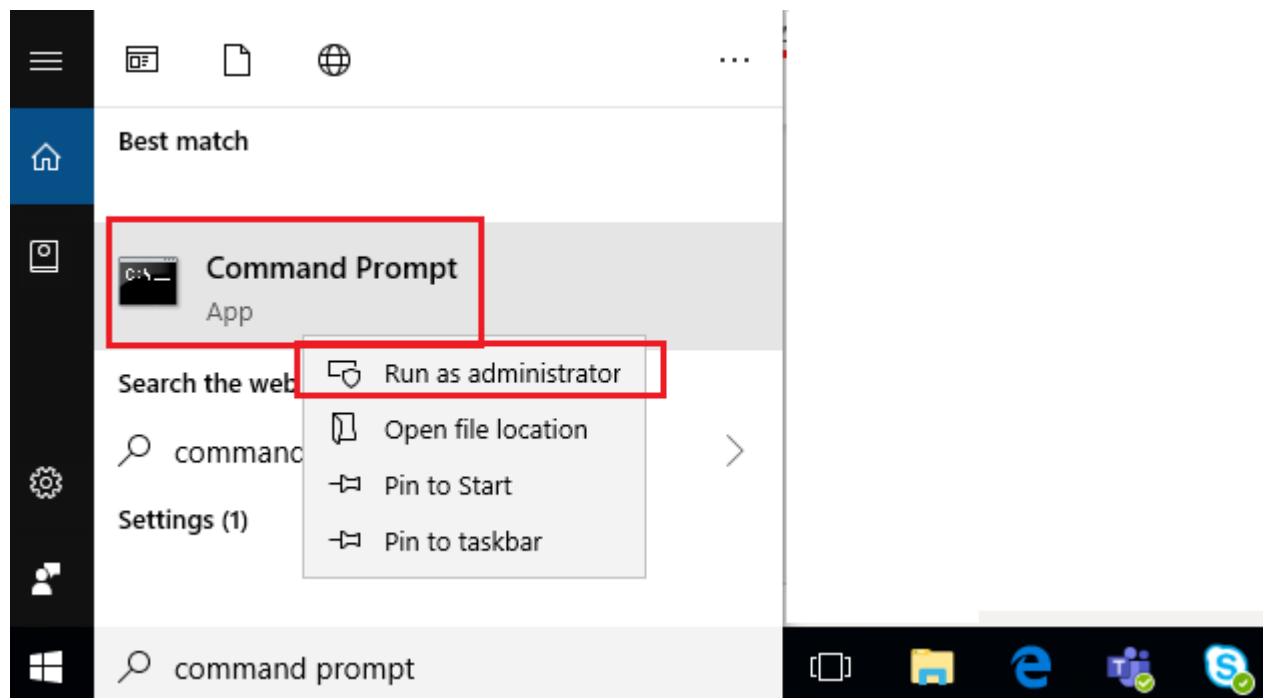 Best match
C:\_
Command Prompt
App
Run as administrator
Search the web
Open file location
command
Pin to Start
Settings (1)
Pin to taskbar
command prompt